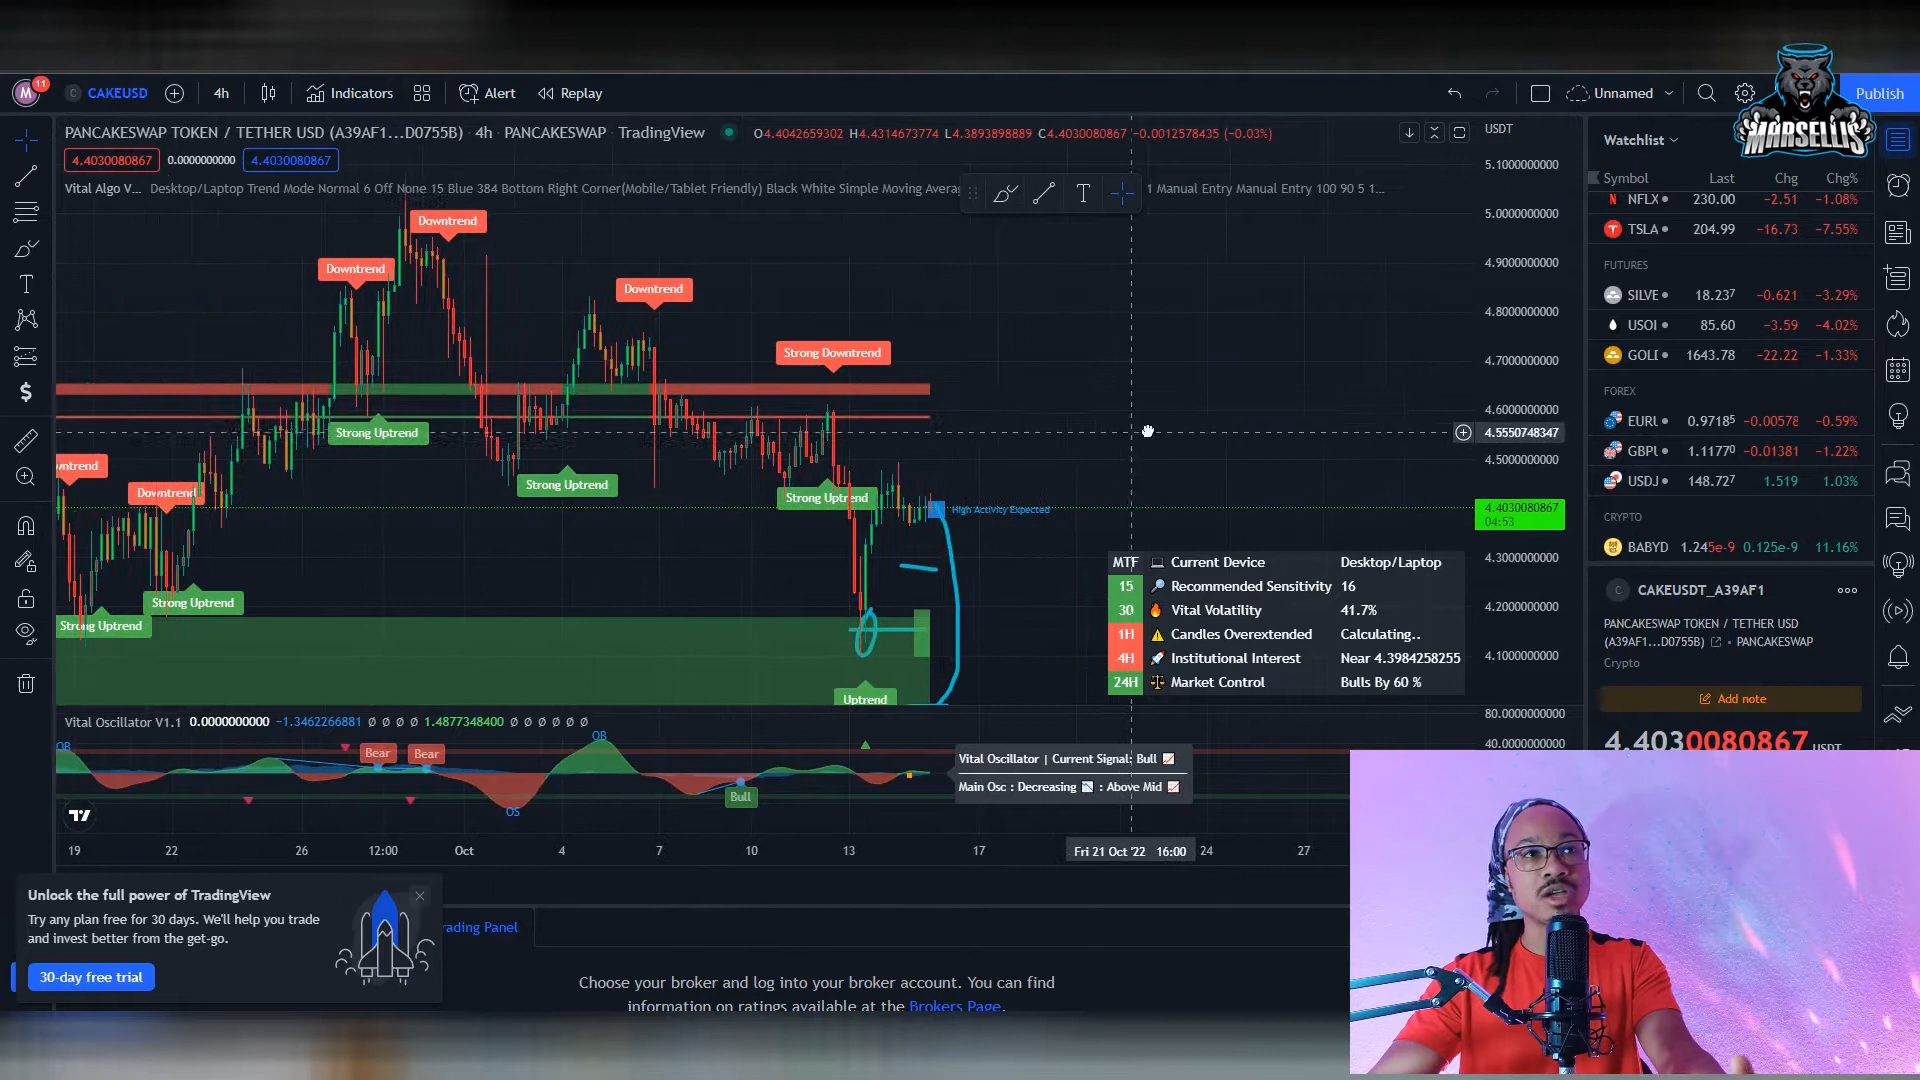 M 11 C CAKEUSD 4h Indicators Alert Replay Unnamed Publish
MARSELLIS
PANCAKESWAP TOKEN / TETHER USD (A39AF1...D0755B) · 4h · PANCAKESWAP TradingView O4.4042659302 H4.4314673774 L4.3893898889 C4.4030080867 −0.0012578435 (−0.03%)
4.4030080867 0.0000000000 4.4030080867
Vital Algo V... Desktop/Laptop Trend Mode Normal 6 Off None 15 Blue 384 Bottom Right Corner(Mobile/Tablet Friendly) Black White Simple Moving Avera
1 Manual Entry Manual Entry 100 90 5 1...
USDT
5.1000000000
5.0000000000
4.9000000000
4.8000000000
4.7000000000
4.6000000000
4.5550748347
4.5000000000
4.4030080867
04:53
4.3000000000
4.2000000000
4.1000000000
80.0000000000
40.0000000000
Downtrend
Downtrend
Downtrend
Strong Downtrend
Strong Uptrend
wntrend
Downtrend
Strong Uptrend
Strong Uptrend
High Activity Expected
Strong Uptrend
Strong Uptrend
Uptrend
MTF Current Device Desktop/Laptop
15 Recommended Sensitivity 16
30 Vital Volatility 41.7%
1H Candles Overextended Calculating..
4H Institutional Interest Near 4.3984258255
24H Market Control Bulls By 60 %
Vital Oscillator V1.1 0.0000000000 −1.3462266881 ∅ ∅ ∅ ∅ 1.4877348400 ∅ ∅ ∅ ∅ ∅ ∅
OB
OB
Bear
Bear
Bull
OS
Vital Oscillator | Current Signal: Bull
Main Osc : Decreasing : Above Mid
19 22 26 12:00 Oct 4 7 10 13 17 Fri 21 Oct '22 16:00 24 27
Unlock the full power of TradingView
Try any plan free for 30 days. We'll help you trade
and invest better from the get-go.
30-day free trial
rading Panel
Choose your broker and log into your broker account. You can find
information on ratings available at the Brokers Page.
Watchlist
Symbol Last Chg Chg%
NFLX 230.00 −2.51 −1.08%
TSLA 204.99 −16.73 −7.55%
FUTURES
SILVE 18.237 −0.621 −3.29%
USOI 85.60 −3.59 −4.02%
GOLI 1643.78 −22.22 −1.33%
FOREX
EURU 0.97185 −0.00578 −0.59%
GBPU 1.11770 −0.01381 −1.22%
USDJ 148.727 1.519 1.03%
CRYPTO
BABYD 1.245e-9 0.125e-9 11.16%
C CAKEUSDT_A39AF1
PANCAKESWAP TOKEN / TETHER USD
(A39AF1...D0755B) · PANCAKESWAP
Crypto
Add note
4.4030080867 USDT